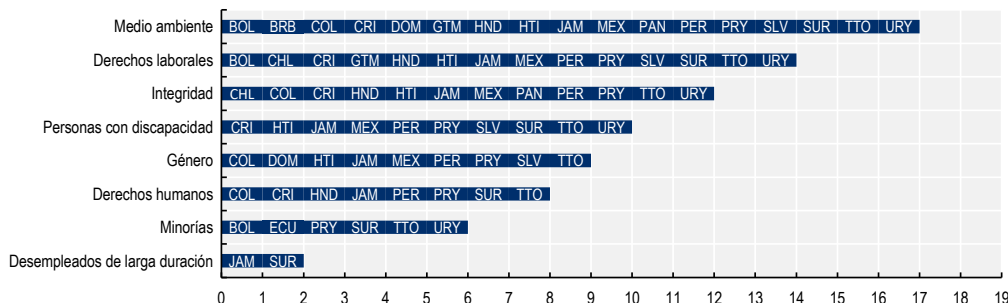 Medio ambiente BOL BRB COL CRI DOM GTM HND HTI JAM MEX PAN PER PRY SLV SUR TTO URY
Derechos laborales BOL CHL CRI GTM HND HTI JAM MEX PER PRY SLV SUR TTO URY
Integridad CHL COL CRI HND HTI JAM MEX PAN PER PRY TTO URY
Personas con discapacidad CRI HTI JAM MEX PER PRY SLV SUR TTO URY
Género COL DOM HTI JAM MEX PER PRY SLV TTO
Derechos humanos COL CRI HND JAM PER PRY SUR TTO
Minorías BOL ECU PRY SUR TTO URY
Desempleados de larga duración JAM SUR
0 1 2 3 4 5 6 7 8 9 10 11 12 13 14 15 16 17 18 19